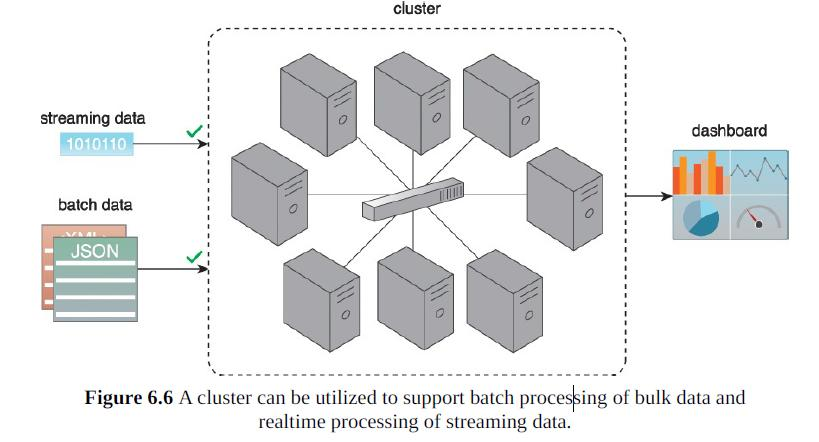 cluster
streaming data
1010110
dashboard
batch data
XML
JSON
Figure 6.6 A cluster can be utilized to support batch processing of bulk data and
realtime processing of streaming data.